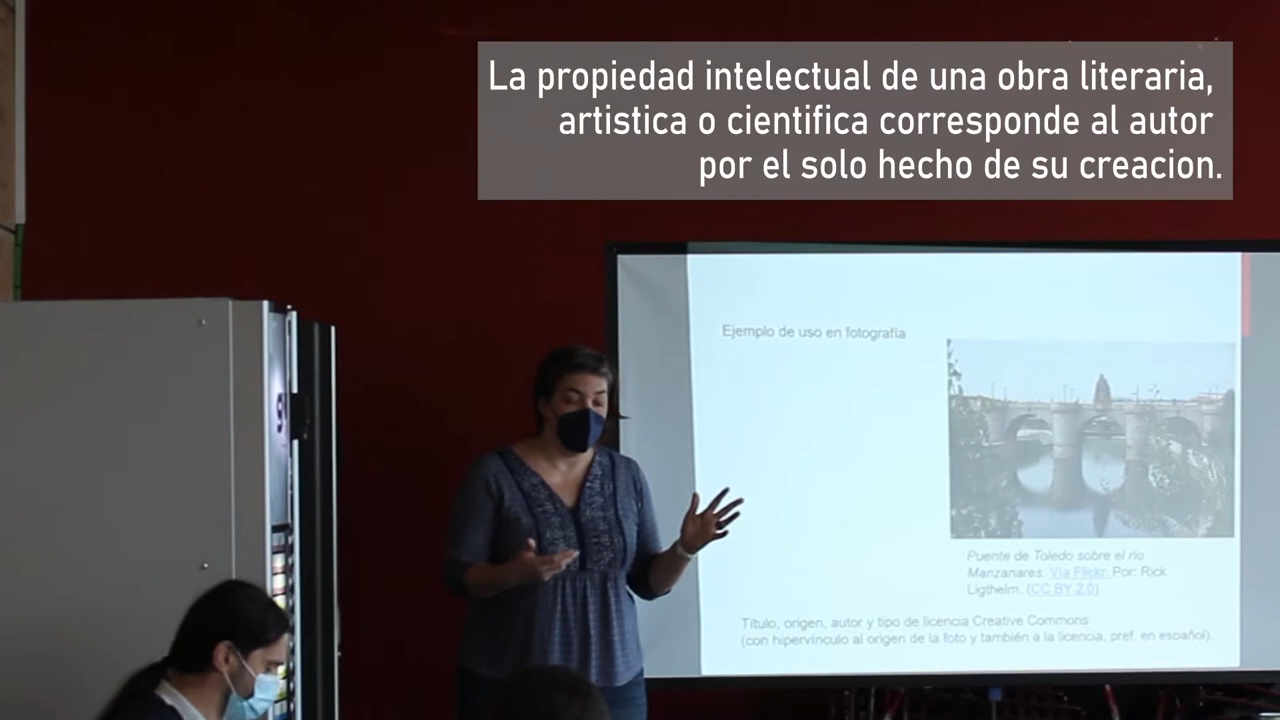 La propiedad intelectual de una obra literaria,
artistica o cientifica corresponde al autor
por el solo hecho de su creacion.
Ejemplo de uso en fotografía
Puente de Toledo sobre el río
Manzanares. Vía Flickr. Por: Rick
Ligthelm. (CC BY 2.0)
Título, origen, autor y tipo de licencia Creative Commons
(con hipervínculo al origen de la foto y también a la licencia, pref. en español).